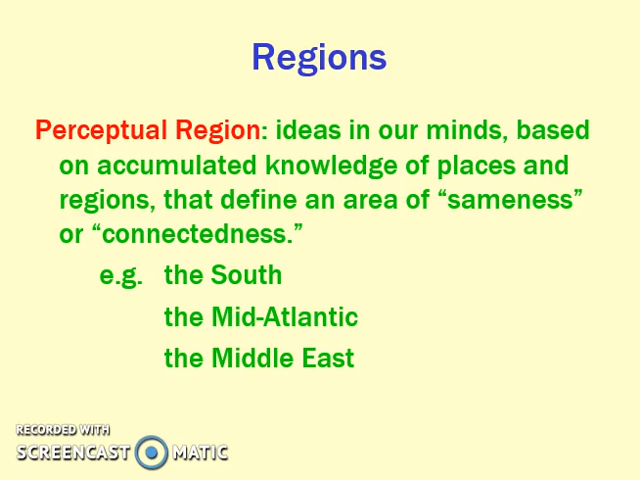 Regions
Perceptual Region: ideas in our minds, based
on accumulated knowledge of places and
regions, that define an area of “sameness”
or “connectedness.”
e.g. the South
the Mid-Atlantic
the Middle East
RECORDED WITH
SCREENCAST MATIC